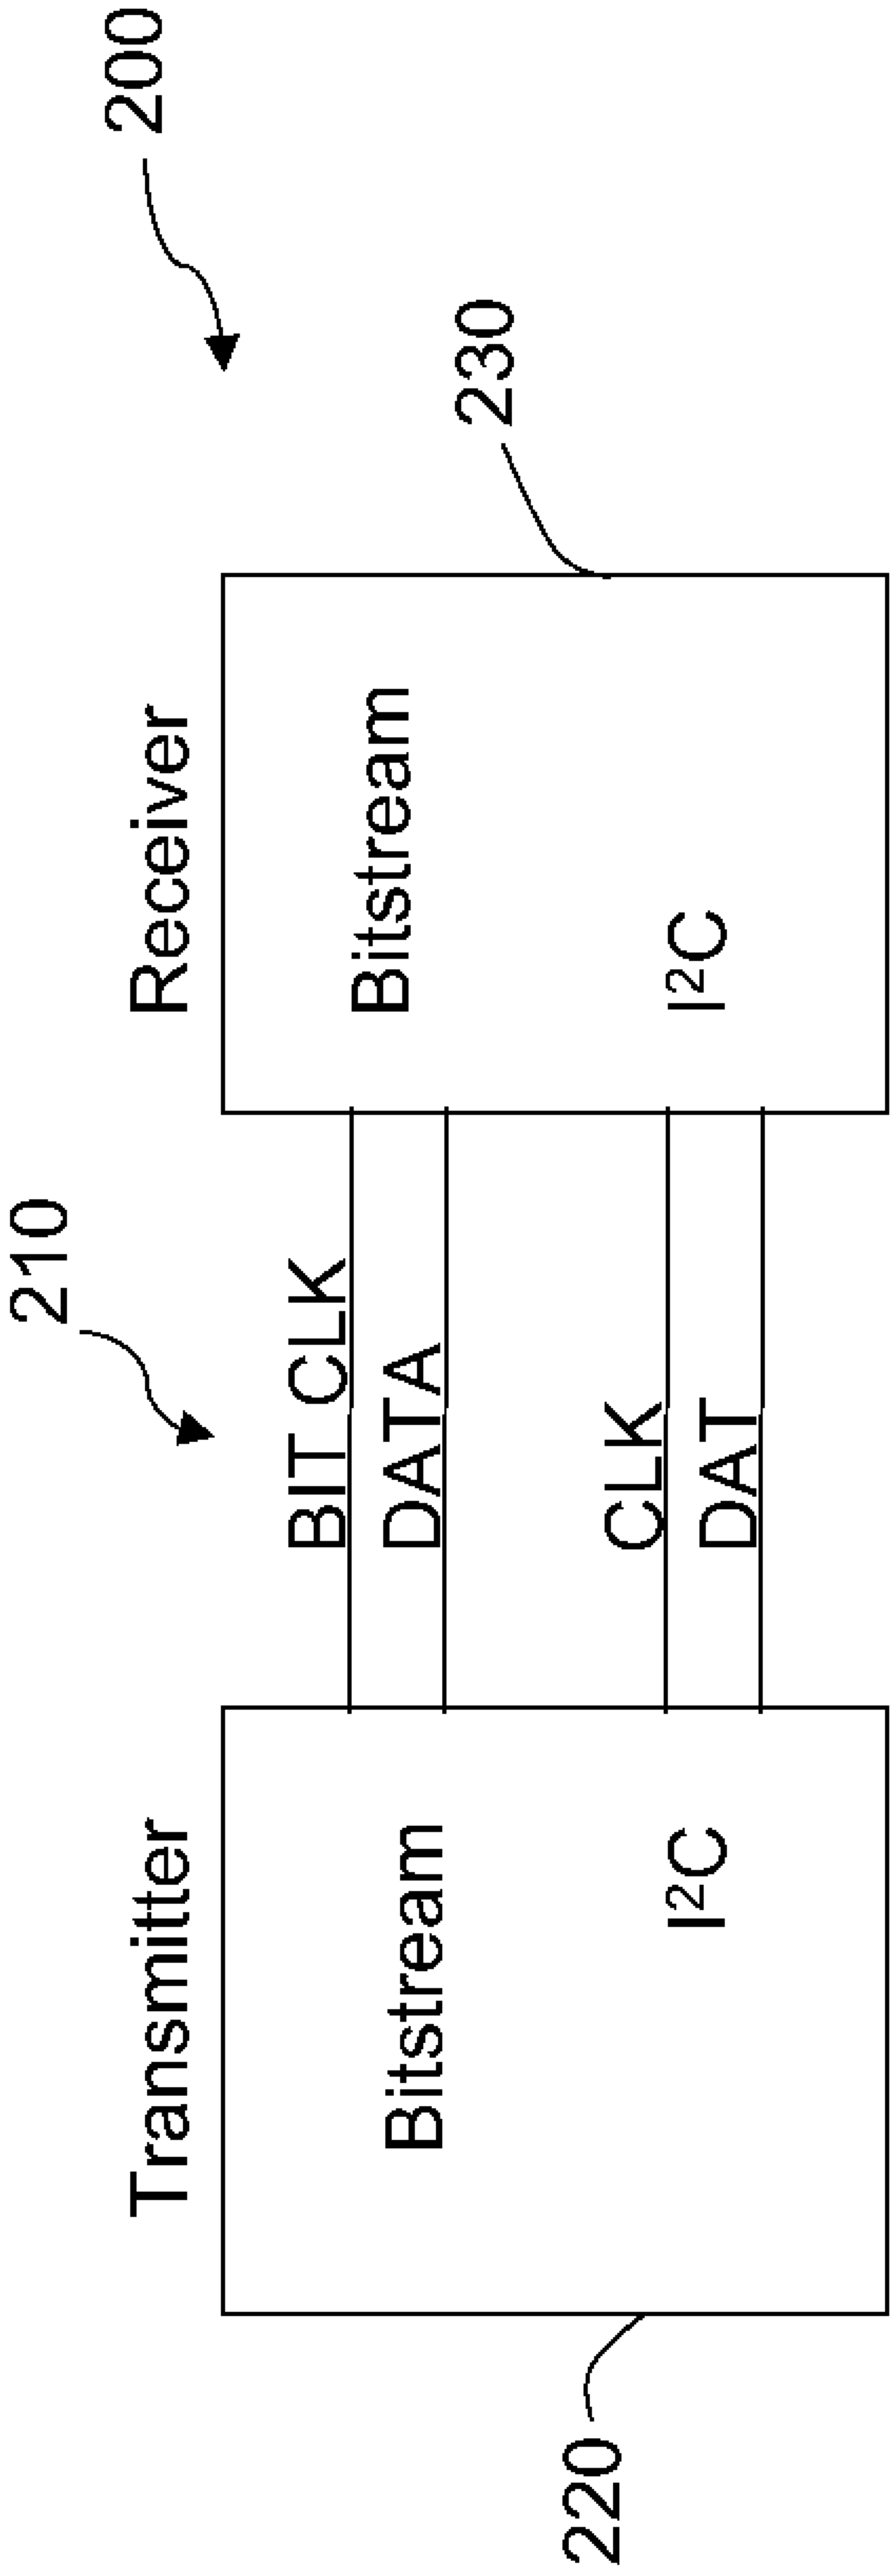 200
210
Transmitter
Receiver
230
BIT CLK
Bitstream
Bitstream
DATA
CLK
I²C
I²C
DAT
220